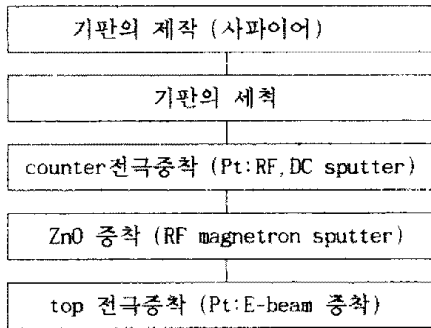 기판의 제작 (사파이어)
기판의 세척
counter전극증착 (Pt:RF,DC sputter)
ZnO 증착 (RF magnetron sputter)
top 전극증착 (Pt:E-beam 증착)